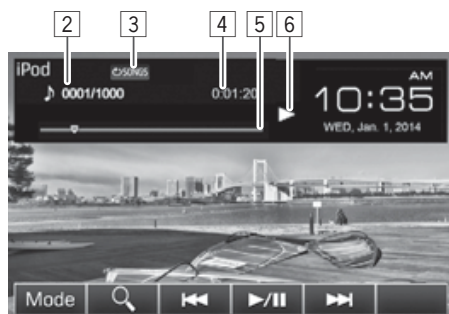 2 3 4 5 6
iPod SONGS AM
0001/1000 0:01:20 10:35
WED, Jan. 1, 2014
Mode